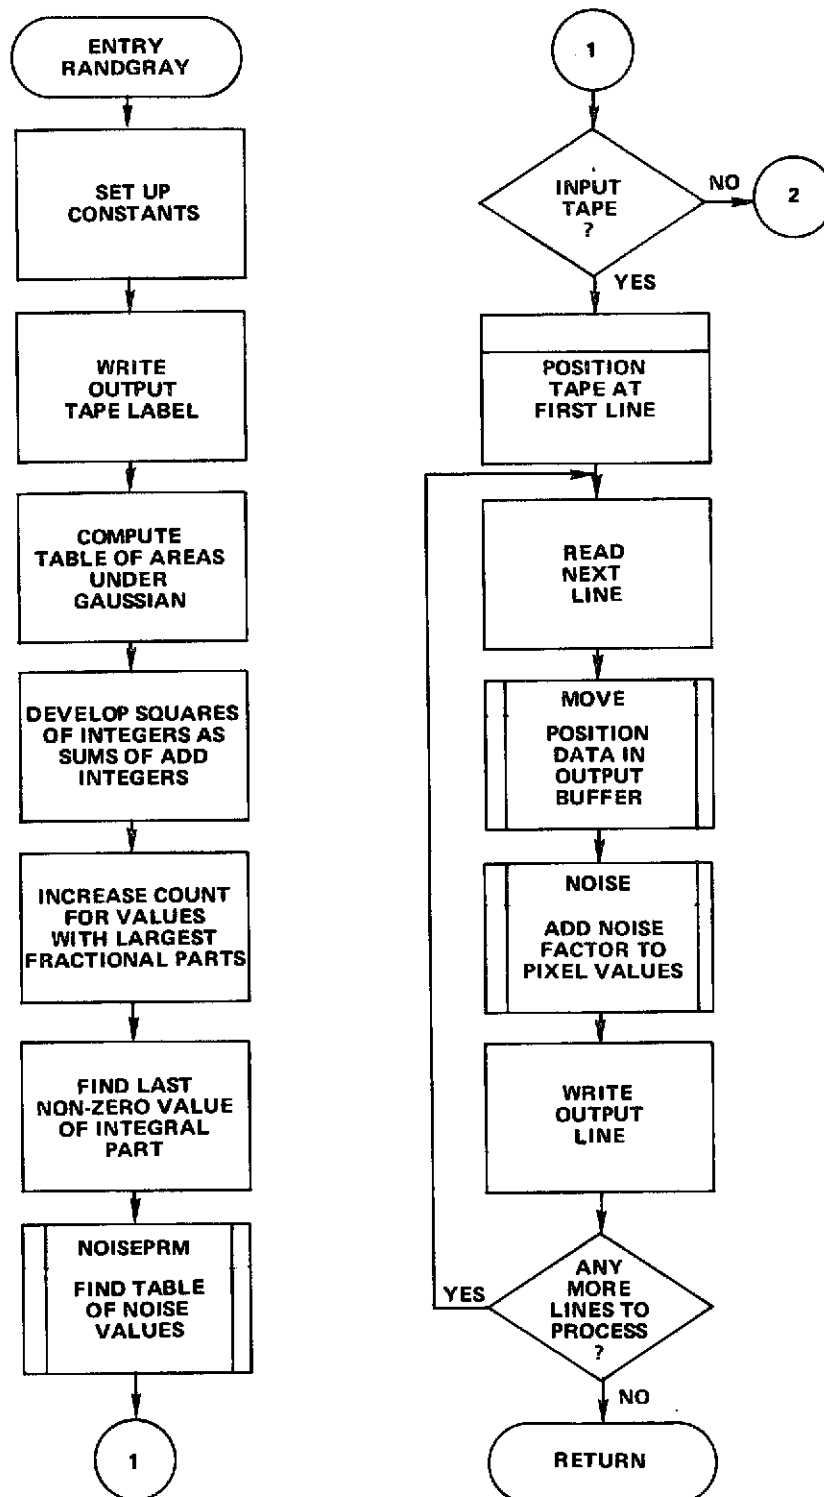 ENTRY
RANDGRAY
SET UP
CONSTANTS
WRITE
OUTPUT
TAPE LABEL
COMPUTE
TABLE OF AREAS
UNDER
GAUSSIAN
DEVELOP SQUARES
OF INTEGERS AS
SUMS OF ADD
INTEGERS
INCREASE COUNT
FOR VALUES
WITH LARGEST
FRACTIONAL PARTS
FIND LAST
NON-ZERO VALUE
OF INTEGRAL
PART
NOISEPRM
FIND TABLE
OF NOISE
VALUES
1
1
INPUT
TAPE
?
NO
2
YES
POSITION
TAPE AT
FIRST LINE
READ
NEXT
LINE
MOVE
POSITION
DATA IN
OUTPUT
BUFFER
NOISE
ADD NOISE
FACTOR TO
PIXEL VALUES
WRITE
OUTPUT
LINE
ANY
MORE
LINES TO
PROCESS
?
YES
NO
RETURN